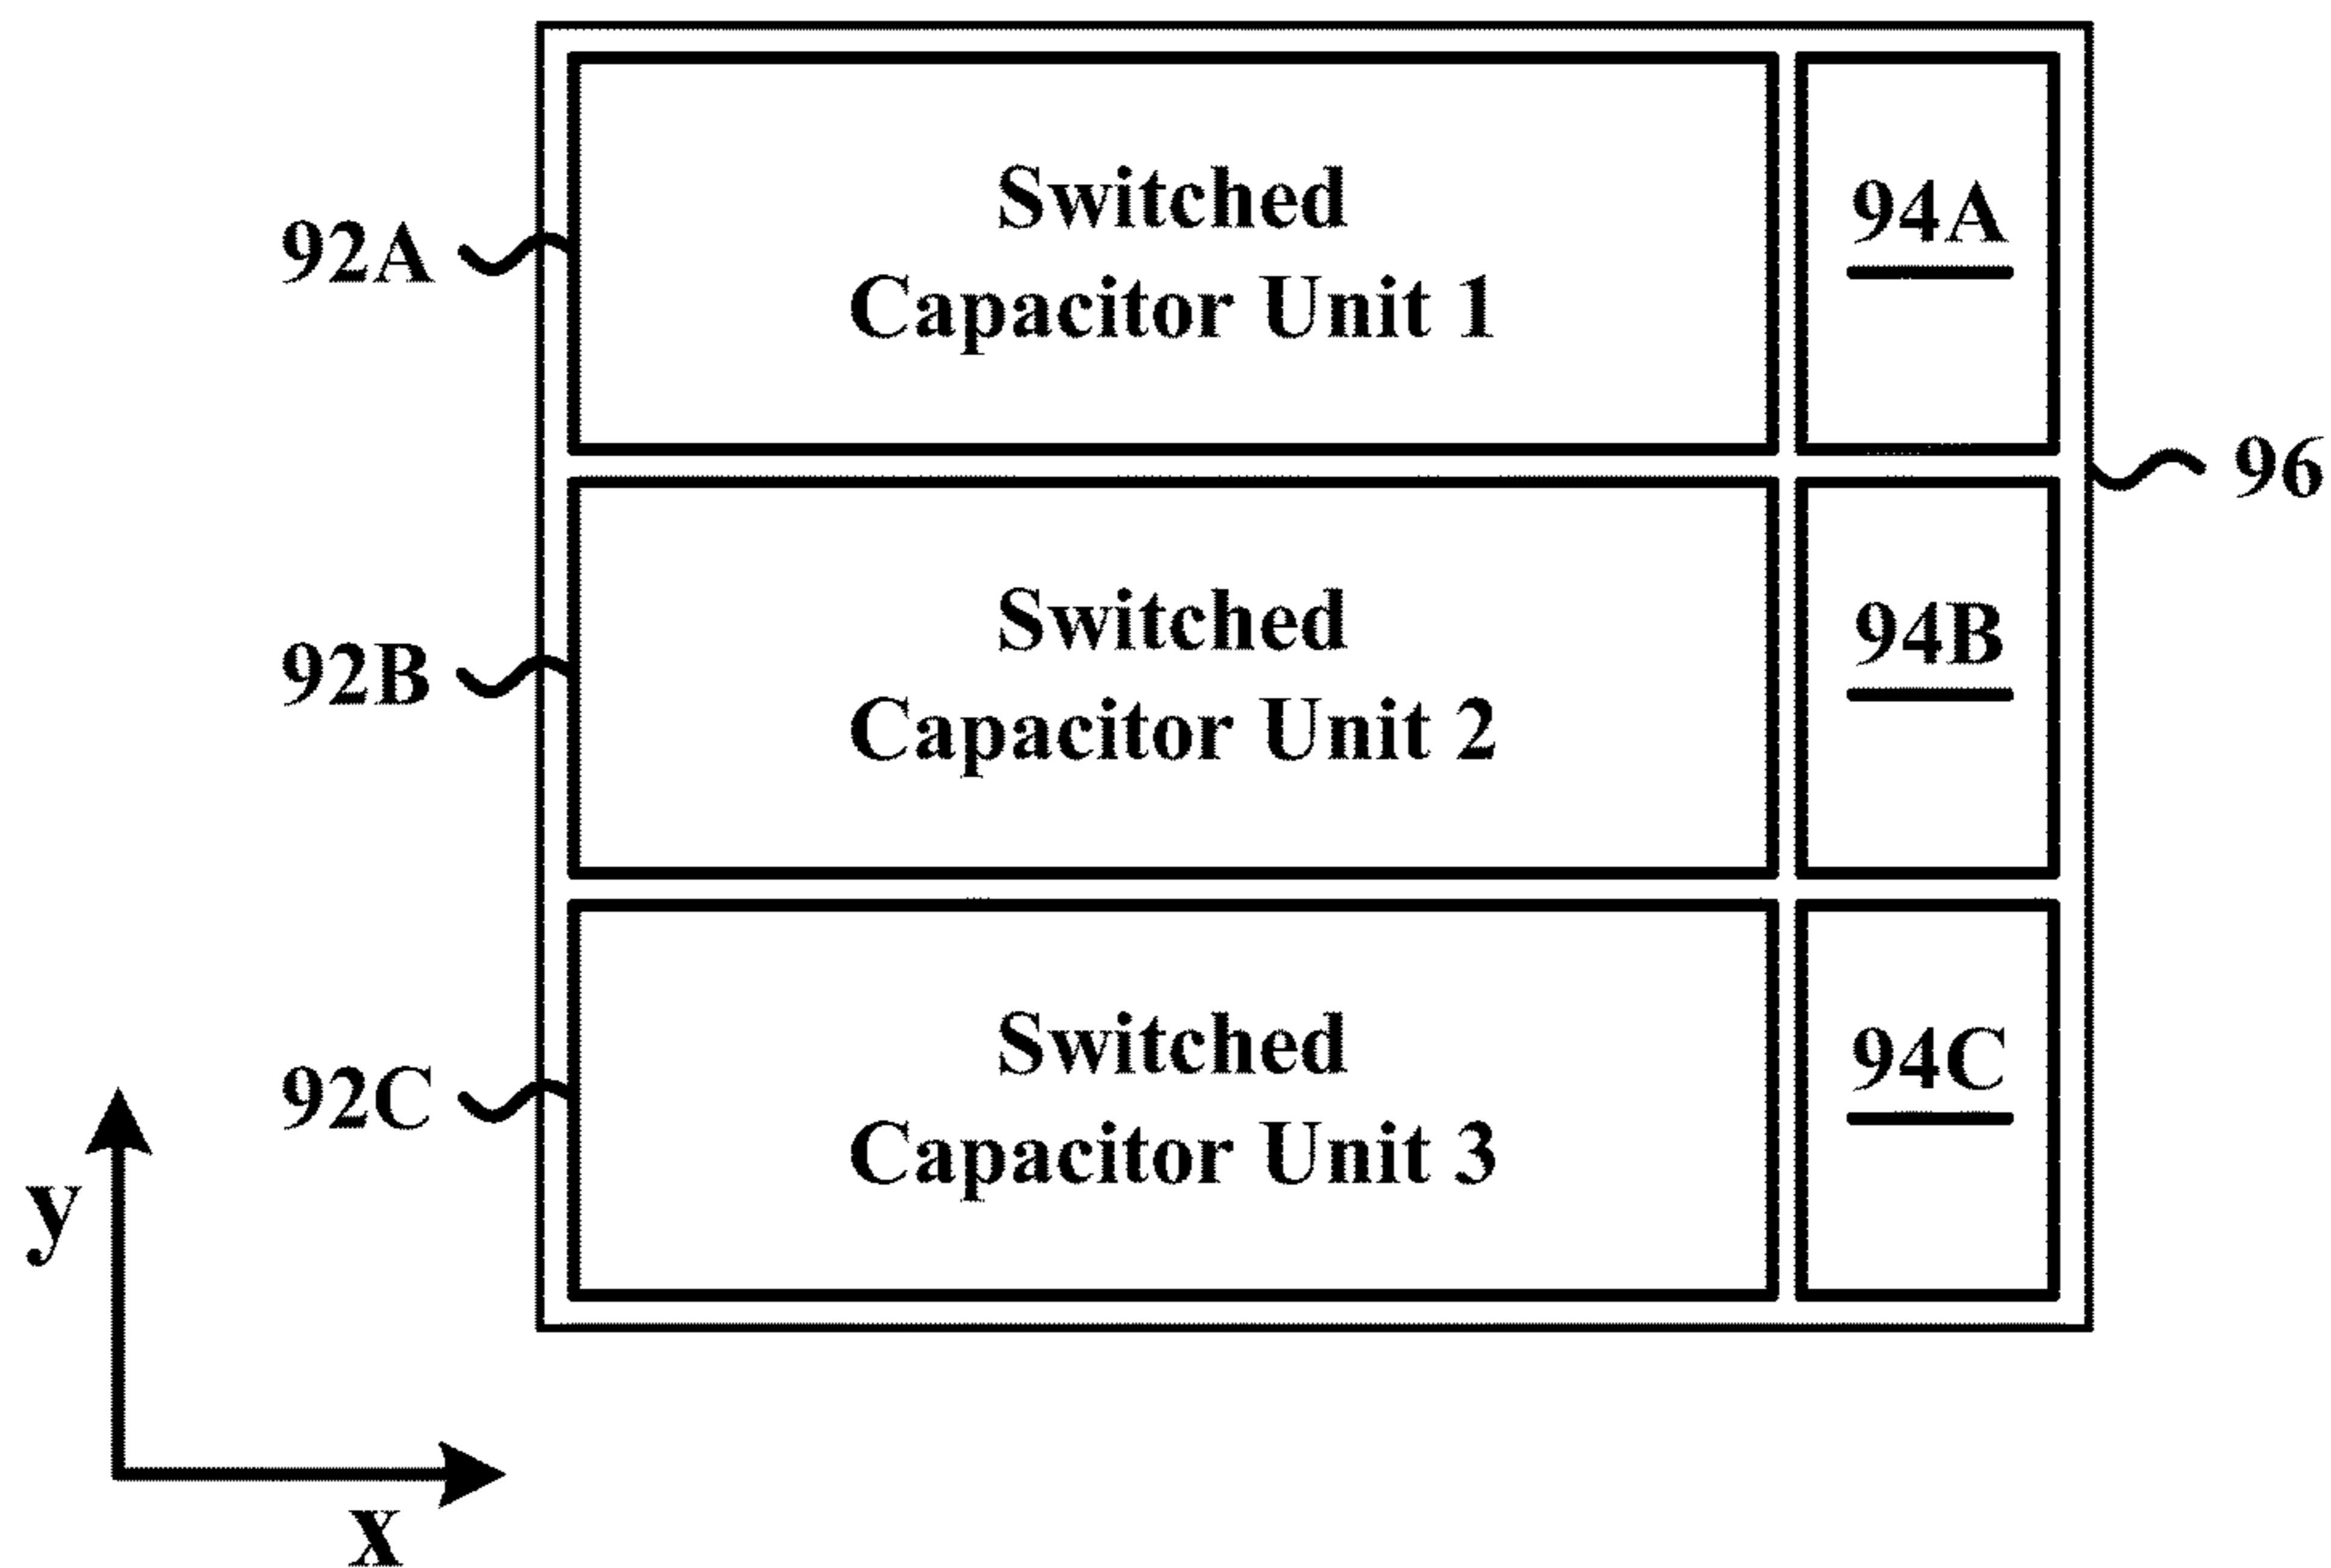 Switched
Capacitor Unit 1
92A
94A
96
Switched
Capacitor Unit 2
92B
94B
Switched
Capacitor Unit 3
92C
94C
y
x